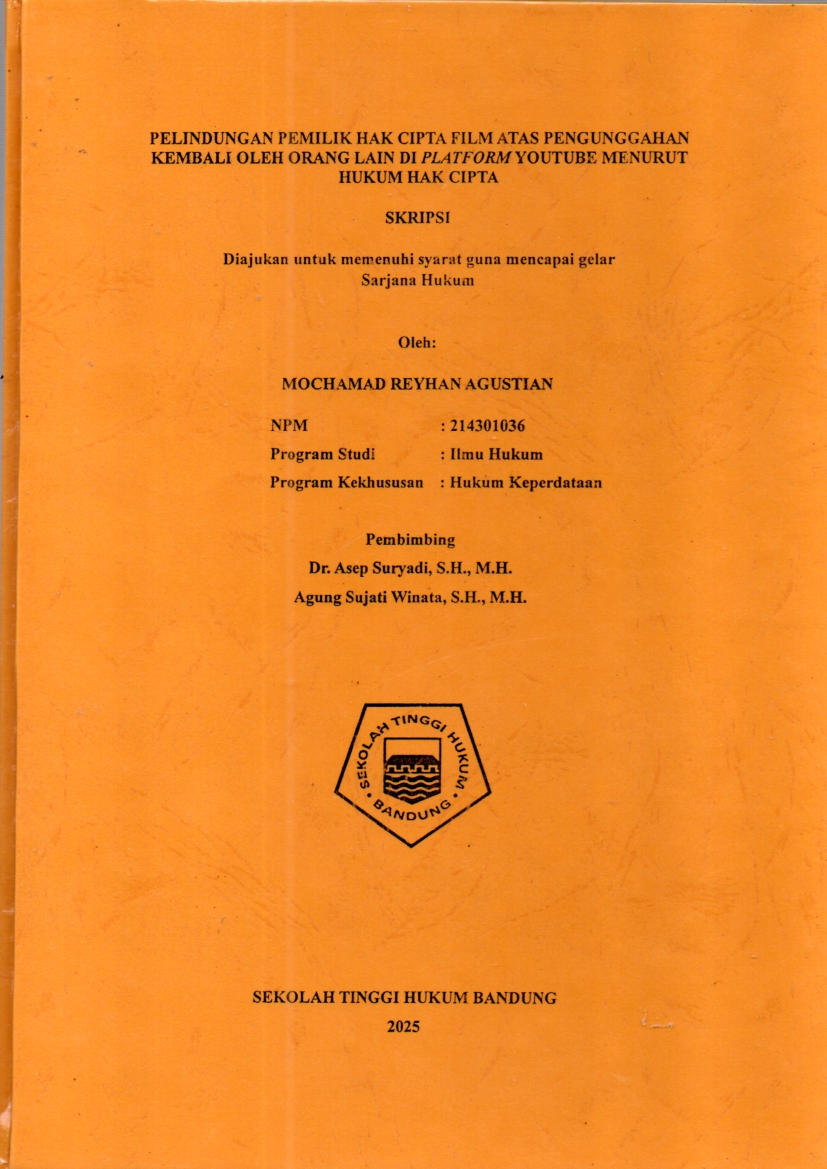 PELINDUNGAN PEMILIK HAK CIPTA FILM ATAS PENGUNGGAHAN
KEMBALI OLEH ORANG LAIN DI PLATFORM YOUTUBE MENURUT
HUKUM HAK CIPTA
SKRIPSI
Diajukan untuk memenuhi syarat guna mencapai gelar
Sarjana Hukum
Oleh:
MOCHAMAD REYHAN AGUSTIAN
NPM : 214301036
Program Studi : Ilmu Hukum
Program Kekhususan : Hukum Keperdataan
Pembimbing
Dr. Asep Suryadi, S.H., M.H.
Agung Sujati Winata, S.H., M.H.
SEKOLAH TINGGI HUKUM
• BANDUNG •
SEKOLAH TINGGI HUKUM BANDUNG
2025